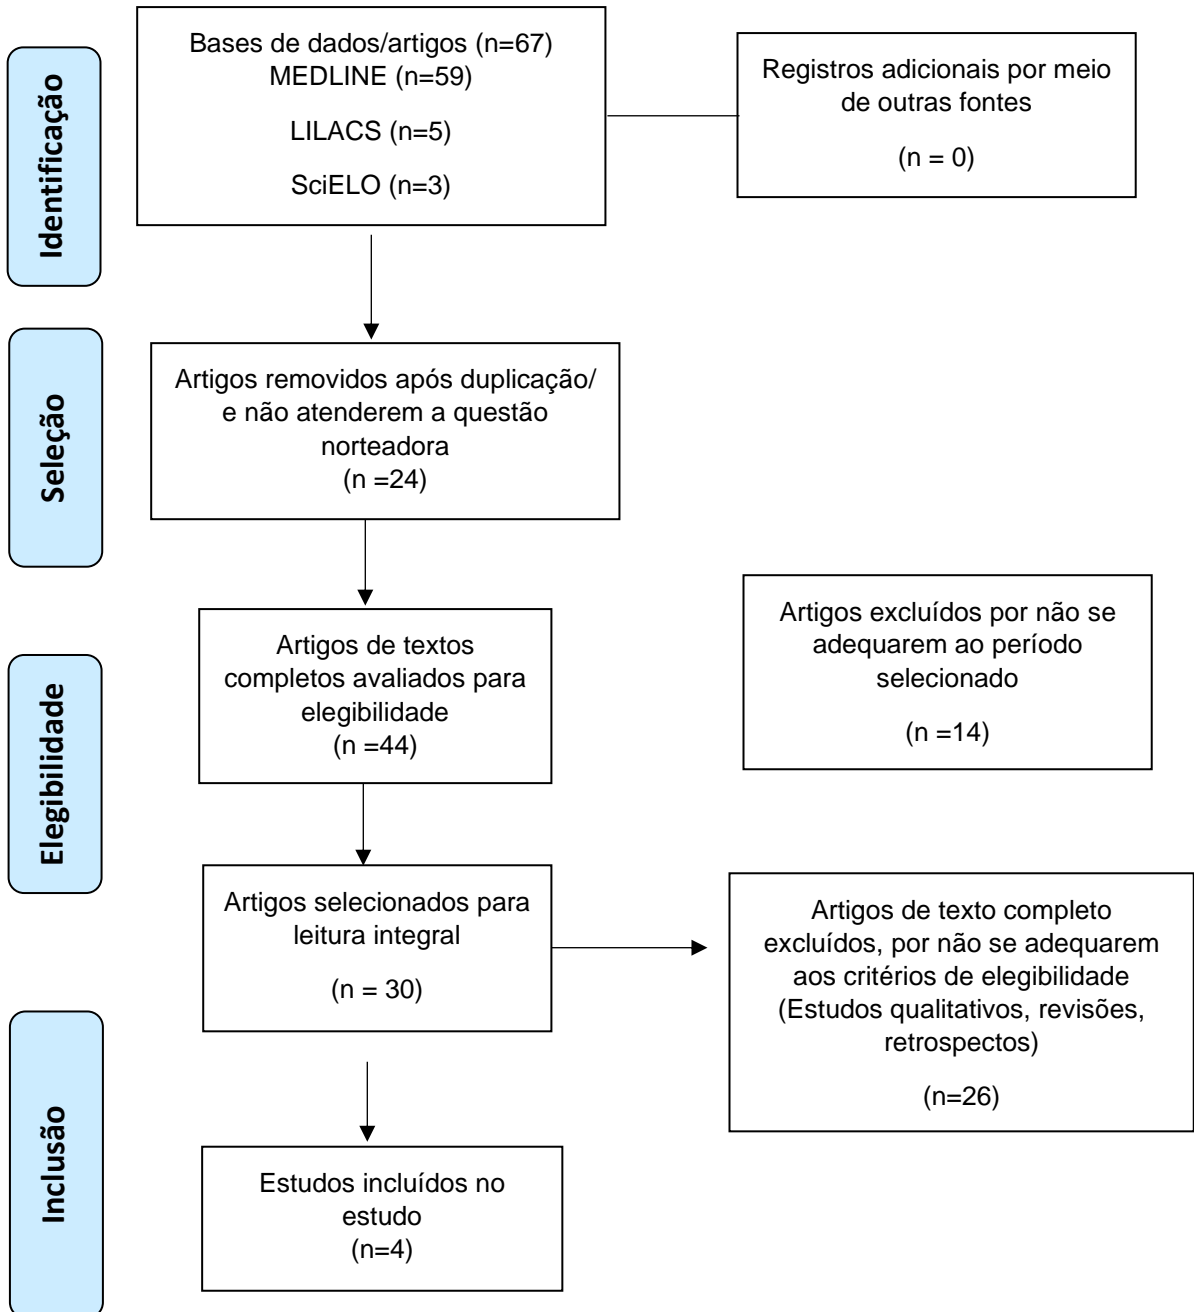 Identificação
Bases de dados/artigos (n=67)
MEDLINE (n=59)
LILACS (n=5)
SciELO (n=3)
Registros adicionais por meio
de outras fontes
(n = 0)
Seleção
Artigos removidos após duplicação/
e não atenderem a questão
norteadora
(n =24)
Elegibilidade
Artigos de textos
completos avaliados para
elegibilidade
(n =44)
Artigos excluídos por não se
adequarem ao período
selecionado
(n =14)
Artigos selecionados para
leitura integral
(n = 30)
Artigos de texto completo
excluídos, por não se adequarem
aos critérios de elegibilidade
(Estudos qualitativos, revisões,
retrospectos)
(n=26)
Inclusão
Estudos incluídos no
estudo
(n=4)